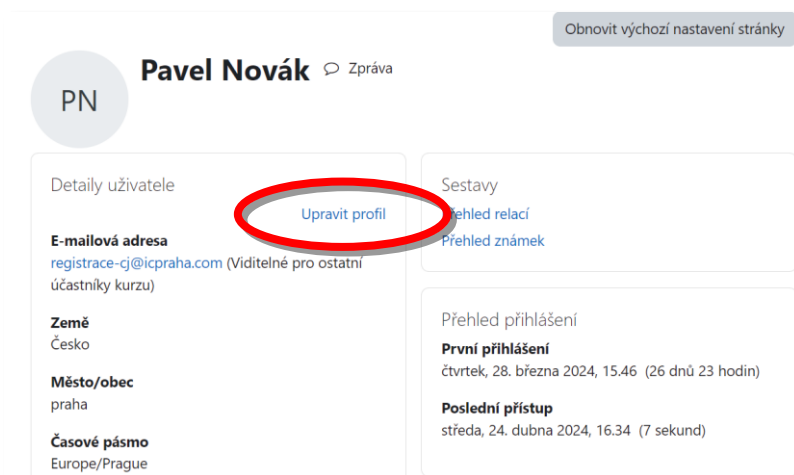 Obnovit výchozí nastavení stránky
PN
Pavel Novák
Zpráva
Detaily uživatele
Upravit profil
E-mailová adresa
registrace-cj@icpraha.com (Viditelné pro ostatní
účastníky kurzu)
Země
Česko
Město/obec
praha
Časové pásmo
Europe/Prague
Sestavy
Přehled relací
Přehled známek
Přehled přihlášení
První přihlášení
čtvrtek, 28. března 2024, 15.46 (26 dnů 23 hodin)
Poslední přístup
středa, 24. dubna 2024, 16.34 (7 sekund)